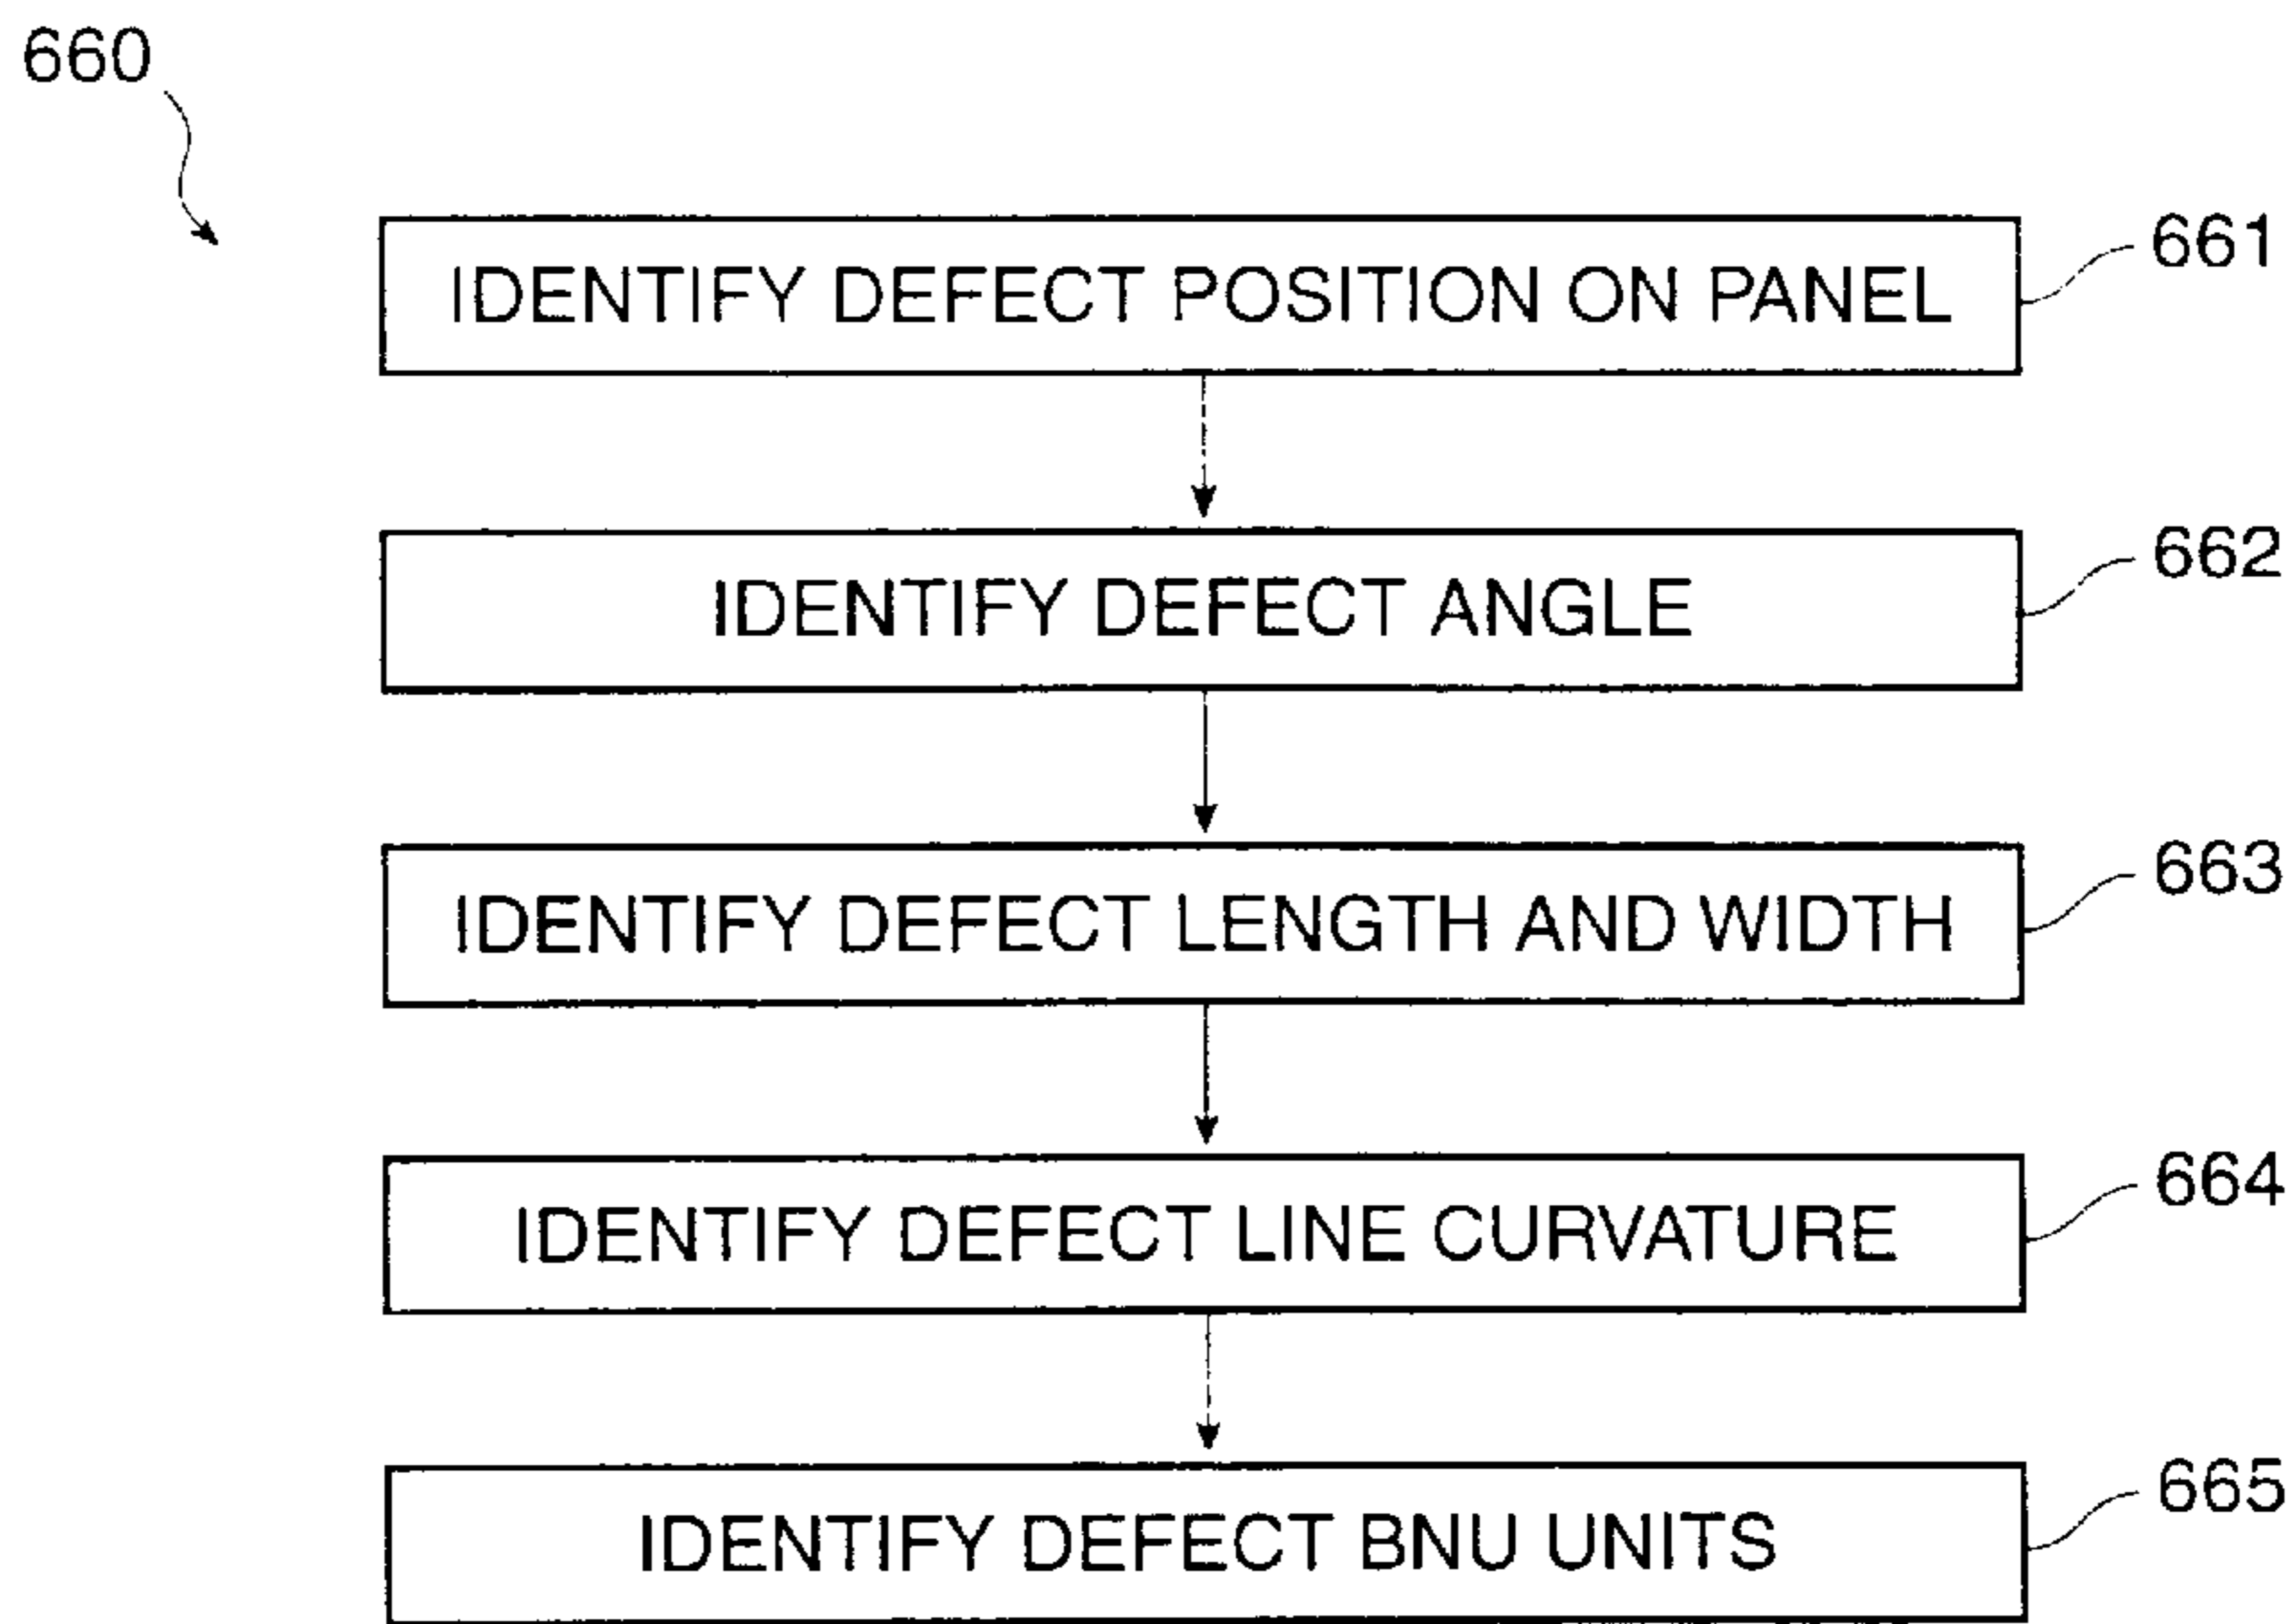 660
IDENTIFY DEFECT POSITION ON PANEL
661
IDENTIFY DEFECT ANGLE
662
IDENTIFY DEFECT LENGTH AND WIDTH
663
IDENTIFY DEFECT LINE CURVATURE
664
IDENTIFY DEFECT BNU UNITS
665